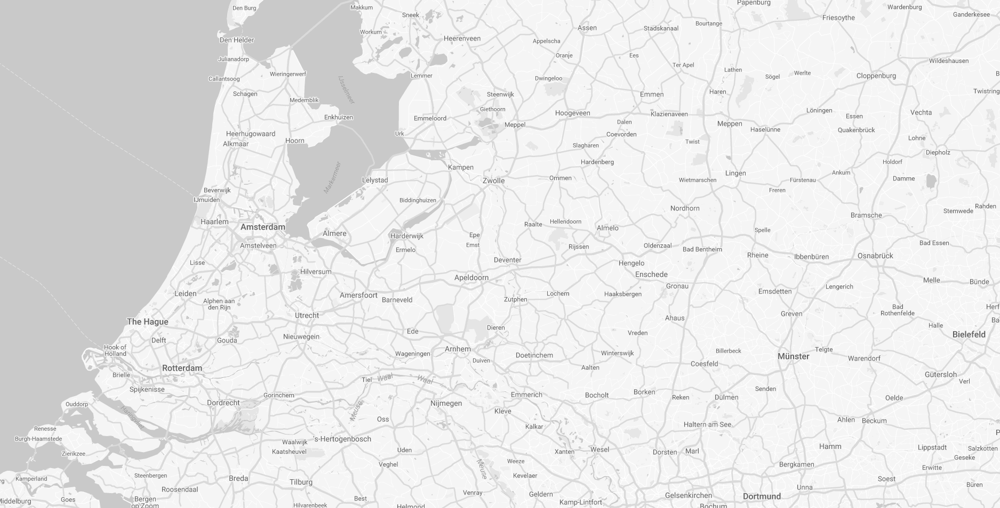 Den Burg
Makkum
Sneek
Papenburg
Wardenburg
Ganderkesee
Friesoythe
Workum
Heerenveen
Assen
Stadskanaal
Bourtange
Den Helder
Appelscha
Julianadorp
Oranje
Ees
Wildeshausen
Ter Apel
Lathen
Werlte
Wieringerwerf
Lemmer
Dwingeloo
Sögel
Cloppenburg
Callantsoog
IJsselmeer
Schagen
Steenwijk
Emmen
Haren
Twistring
Medemblik
Giethoorn
Enkhuizen
Emmeloord
Hoogeveen
Klazienaveen
Löningen
Essen
Vechta
Meppel
Dalen
Meppen
Haselünne
Quakenbrück
Heerhugowaard
Urk
Coevorden
Alkmaar
Hoorn
Slagharen
Twist
Lohne
Diepholz
Markermeer
Kampen
Hardenberg
Holdorf
Lelystad
Zwolle
Ommen
Wietmarschen
Lingen
Fürstenau
Ankum
Damme
Beverwijk
IJmuiden
Biddinghuizen
Freren
Nordhorn
Rahden
Stemwede
Haarlem
Amsterdam
Raalte
Hellendoorn
Almelo
Bramsche
Almere
Harderwijk
Epe
Spelle
Amstelveen
Ermelo
Emst
Rijssen
Oldenzaal
Bad Bentheim
Bad Essen
Lisse
Deventer
Hengelo
Rheine
Ibbenbüren
Osnabrück
Hilversum
Apeldoorn
Enschede
Melle
Bünde
Leiden
Amersfoort
Barneveld
Lochem
Haaksbergen
Gronau
Emsdetten
Lengerich
Alphen aan
den Rijn
Zutphen
Bad
Rothenfelde
Herf
Utrecht
Ahaus
Greven
Ba
The Hague
Dieren
Halle
Delft
Gouda
Nieuwegein
Ede
Vreden
Bielefeld
Hook of
Holland
Wageningen
Arnhem
Doetinchem
Winterswijk
Billerbeck
Münster
Telgte
Warendorf
Rotterdam
Duiven
Aalten
Coesfeld
Brielle
Tiel
Waal
Waal
Gütersloh
Verl
Spijkenisse
Gorinchem
Emmerich
Bocholt
Borken
Reken
Dülmen
Senden
Oelde
Ouddorp
Dordrecht
Nijmegen
Haringvliet
Meuse
Oss
Kleve
Kalkar
Haltern am See
Ahlen
Beckum
Renesse
Burgh-Haamstede
Waalwijk
's-Hertogenbosch
P
Zierikzee
Kaatsheuvel
Uden
Xanten
Wesel
Dorsten
Marl
Hamm
Lippstadt
Salzkotten
Geseke
Veghel
Meuse
Weeze
Bergkamen
Erwitte
Kamperland
Steenbergen
Breda
Tilburg
Kevelaer
Soest
Roosendaal
Venray
Geldern
Unna
Büren
Middelburg
Goes
Bergen
op Zoom
Hilvarenbeek
Best
Helmond
Kamp-Lintfort
Gelsenkirchen
Bochum
Dortmund